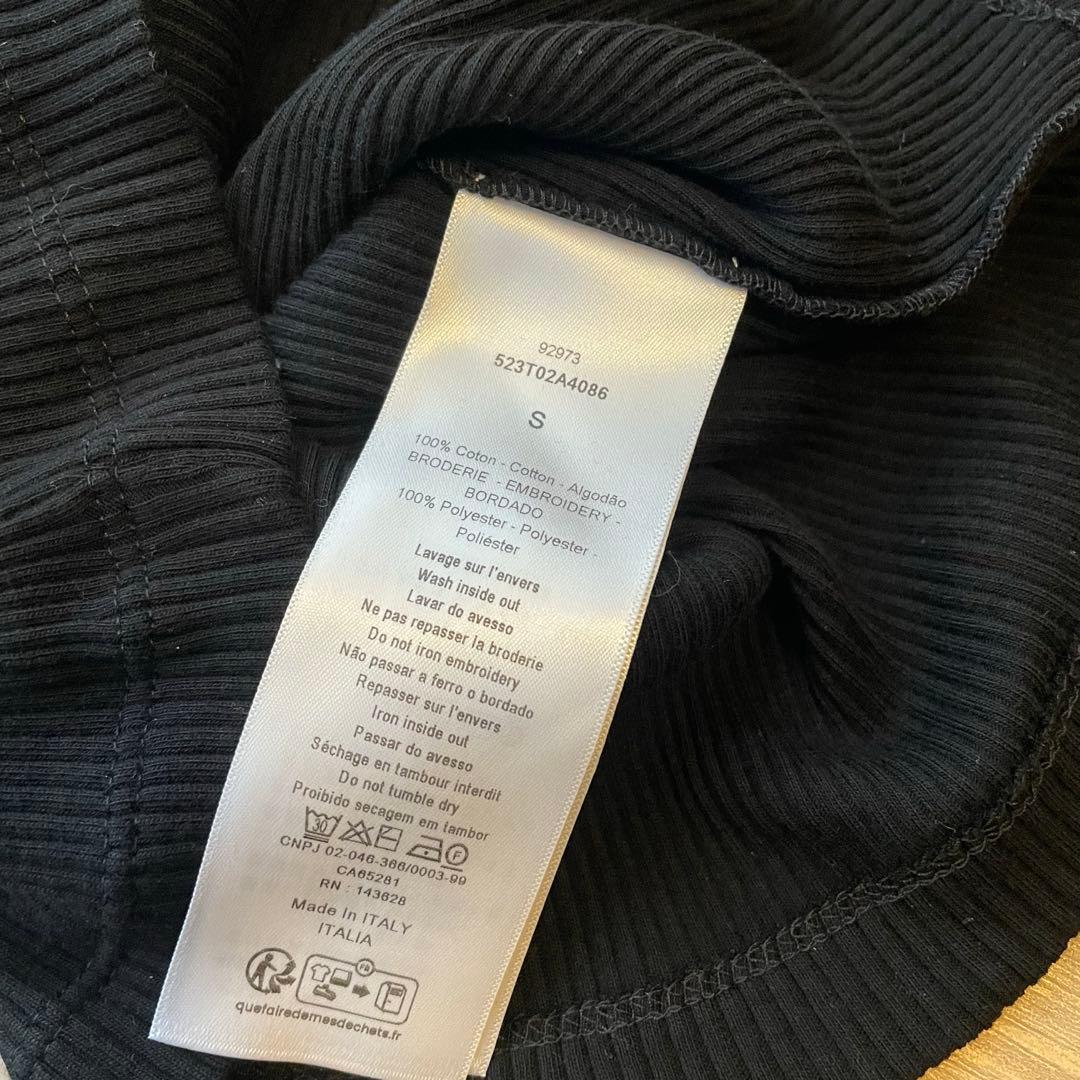 92973
523T02A4086
S
100% Coton - Cotton - Algodão
BRODERIE - EMBROIDERY -
BORDADO
100% Polyester - Polyester -
Poliéster
Lavage sur l'envers
Wash inside out
Lavar do avesso
Ne pas repasser la broderie
Do not iron embroidery
Não passar a ferro o bordado
Repasser sur l'envers
Iron inside out
Passar do avesso
Séchage en tambour interdit
Do not tumble dry
Proibido secagem em tambor
30 F
CNPJ 02-046-366/0003-99
CA65281
RN : 143628
Made In ITALY
ITALIA
FR
quefairedemesdechets.fr